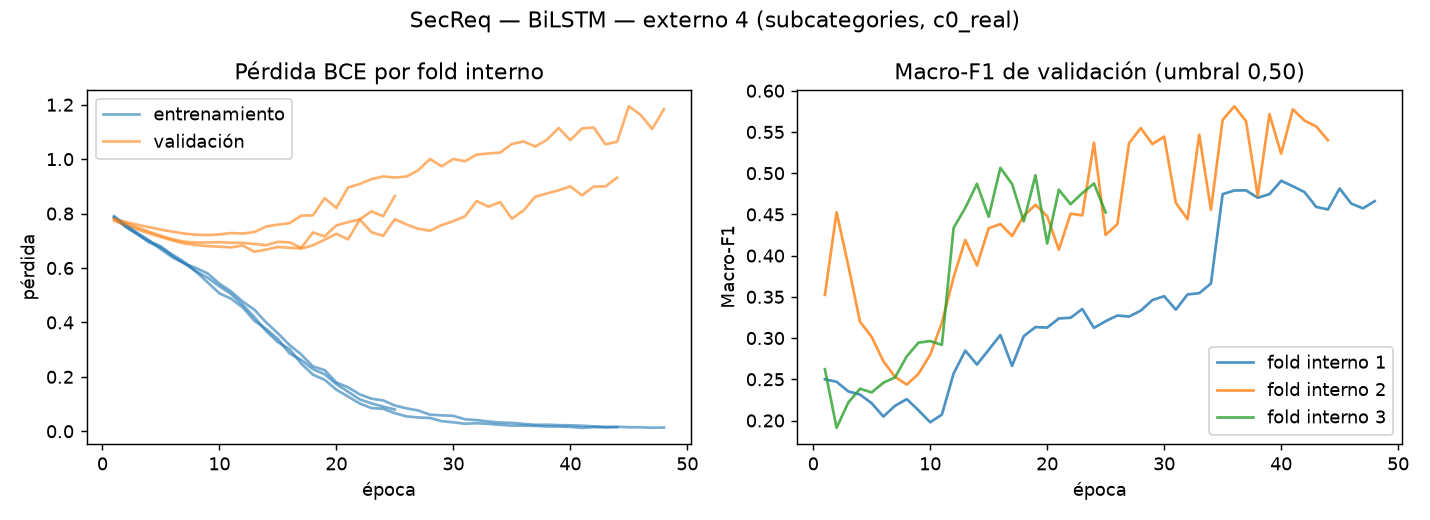 SecReq — BiLSTM — externo 4 (subcategories, c0_real)
Pérdida BCE por fold interno
pérdida
1.2
1.0
0.8
0.6
0.4
0.2
0.0
entrenamiento
validación
0
10
20
30
40
50
época
Macro-F1 de validación (umbral 0,50)
Macro-F1
0.60
0.55
0.50
0.45
0.40
0.35
0.30
0.25
0.20
fold interno 1
fold interno 2
fold interno 3
0
10
20
30
40
50
época